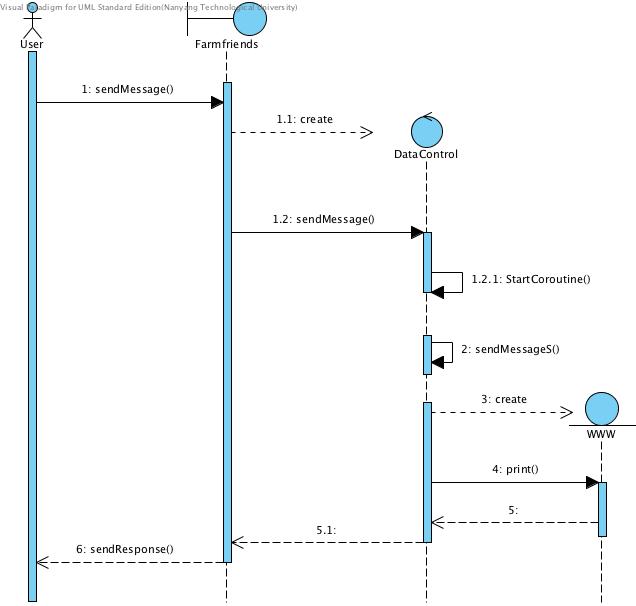 Visual Paradigm for UML Standard Edition(Nanyang Technological University)
User
Farmfriends
1: sendMessage()
1.1: create
DataControl
1.2: sendMessage()
1.2.1: StartCoroutine()
2: sendMessageS()
3: create
WWW
4: print()
5:
5.1:
6: sendResponse()